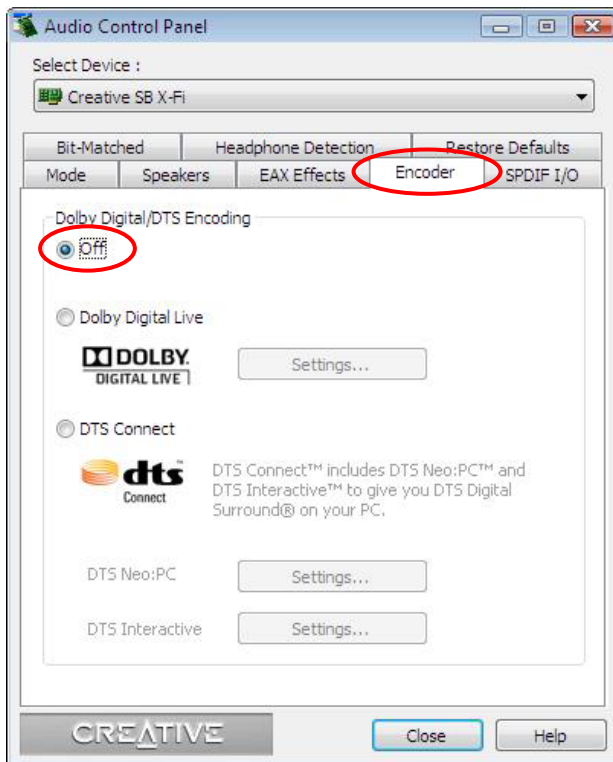 Audio Control Panel
Select Device :
Creative SB X-Fi
Bit-Matched Headphone Detection Restore Defaults
Mode Speakers EAX Effects Encoder SPDIF I/O
Dolby Digital/DTS Encoding
Off
Dolby Digital Live
DOLBY.
DIGITAL LIVE
Settings...
DTS Connect
dts
Connect
DTS Connect™ includes DTS Neo:PC™ and
DTS Interactive™ to give you DTS Digital
Surround® on your PC.
DTS Neo:PC Settings...
DTS Interactive Settings...
CREATIVE Close Help